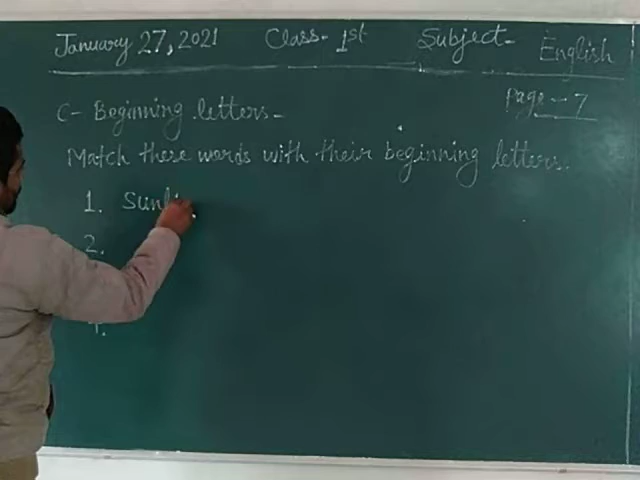 January 27, 2021 Class- 1st Subject- English
Page - 7
C- Beginning letters-
Match these words with their beginning letters.
1.
2.
4.